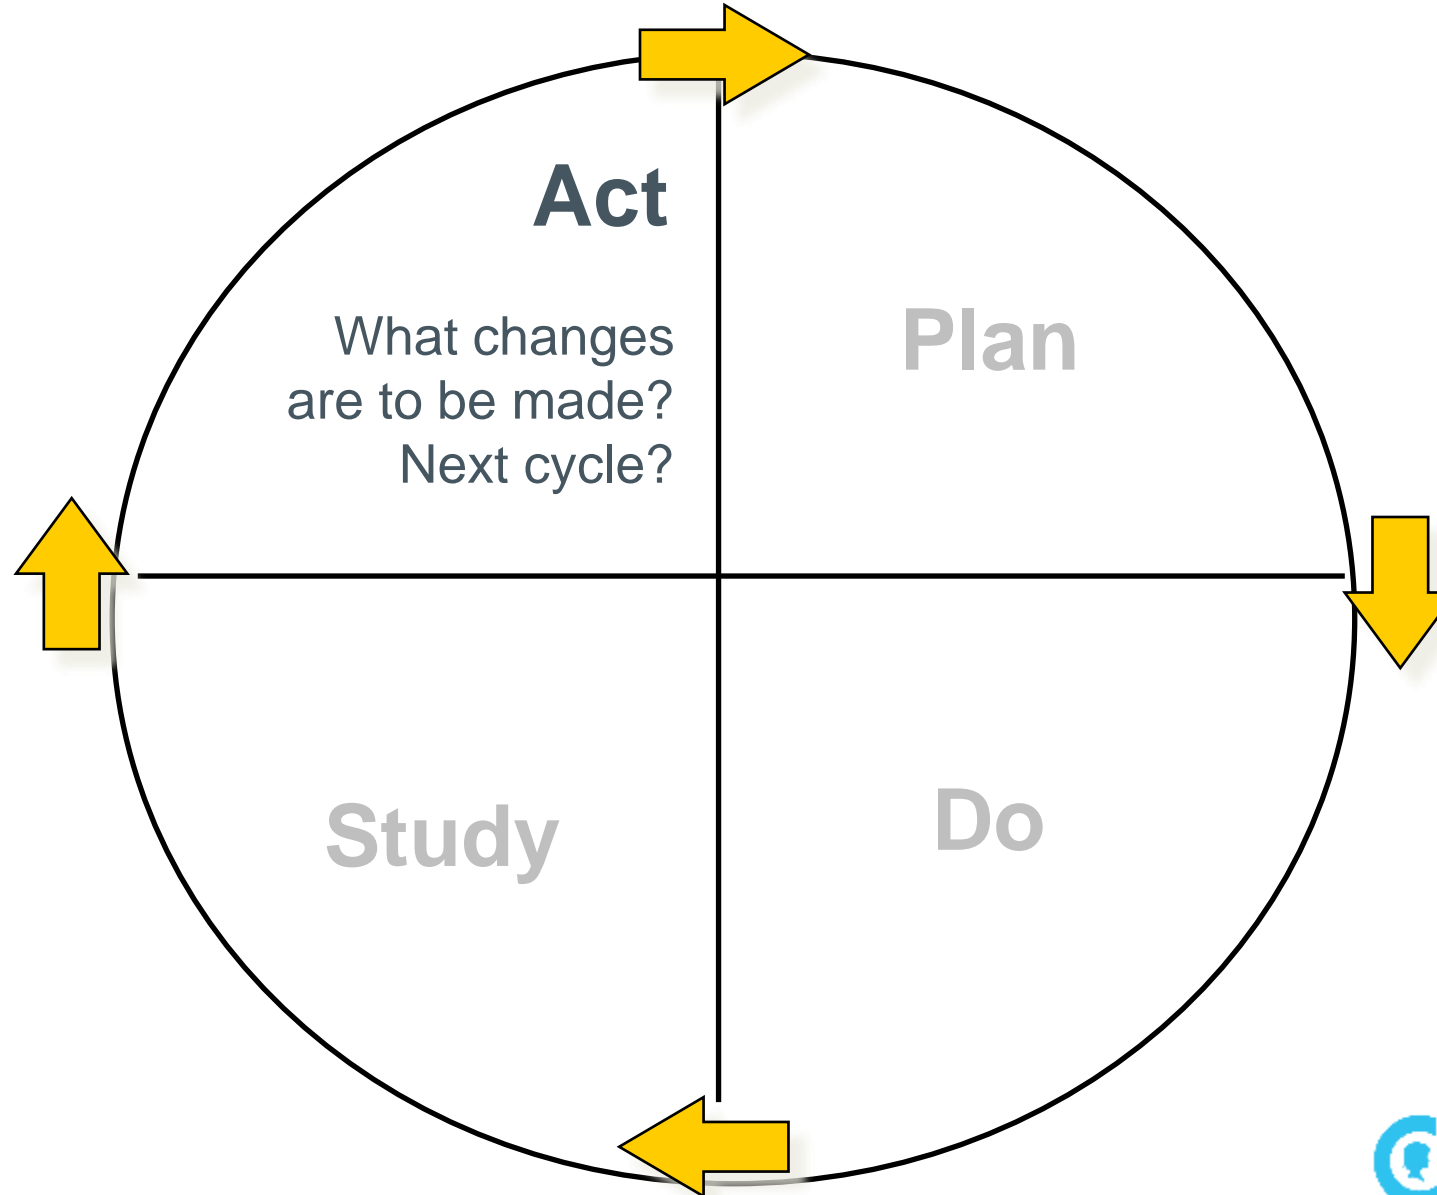 Act
What changes
are to be made?
Next cycle?
Plan
Study
Do